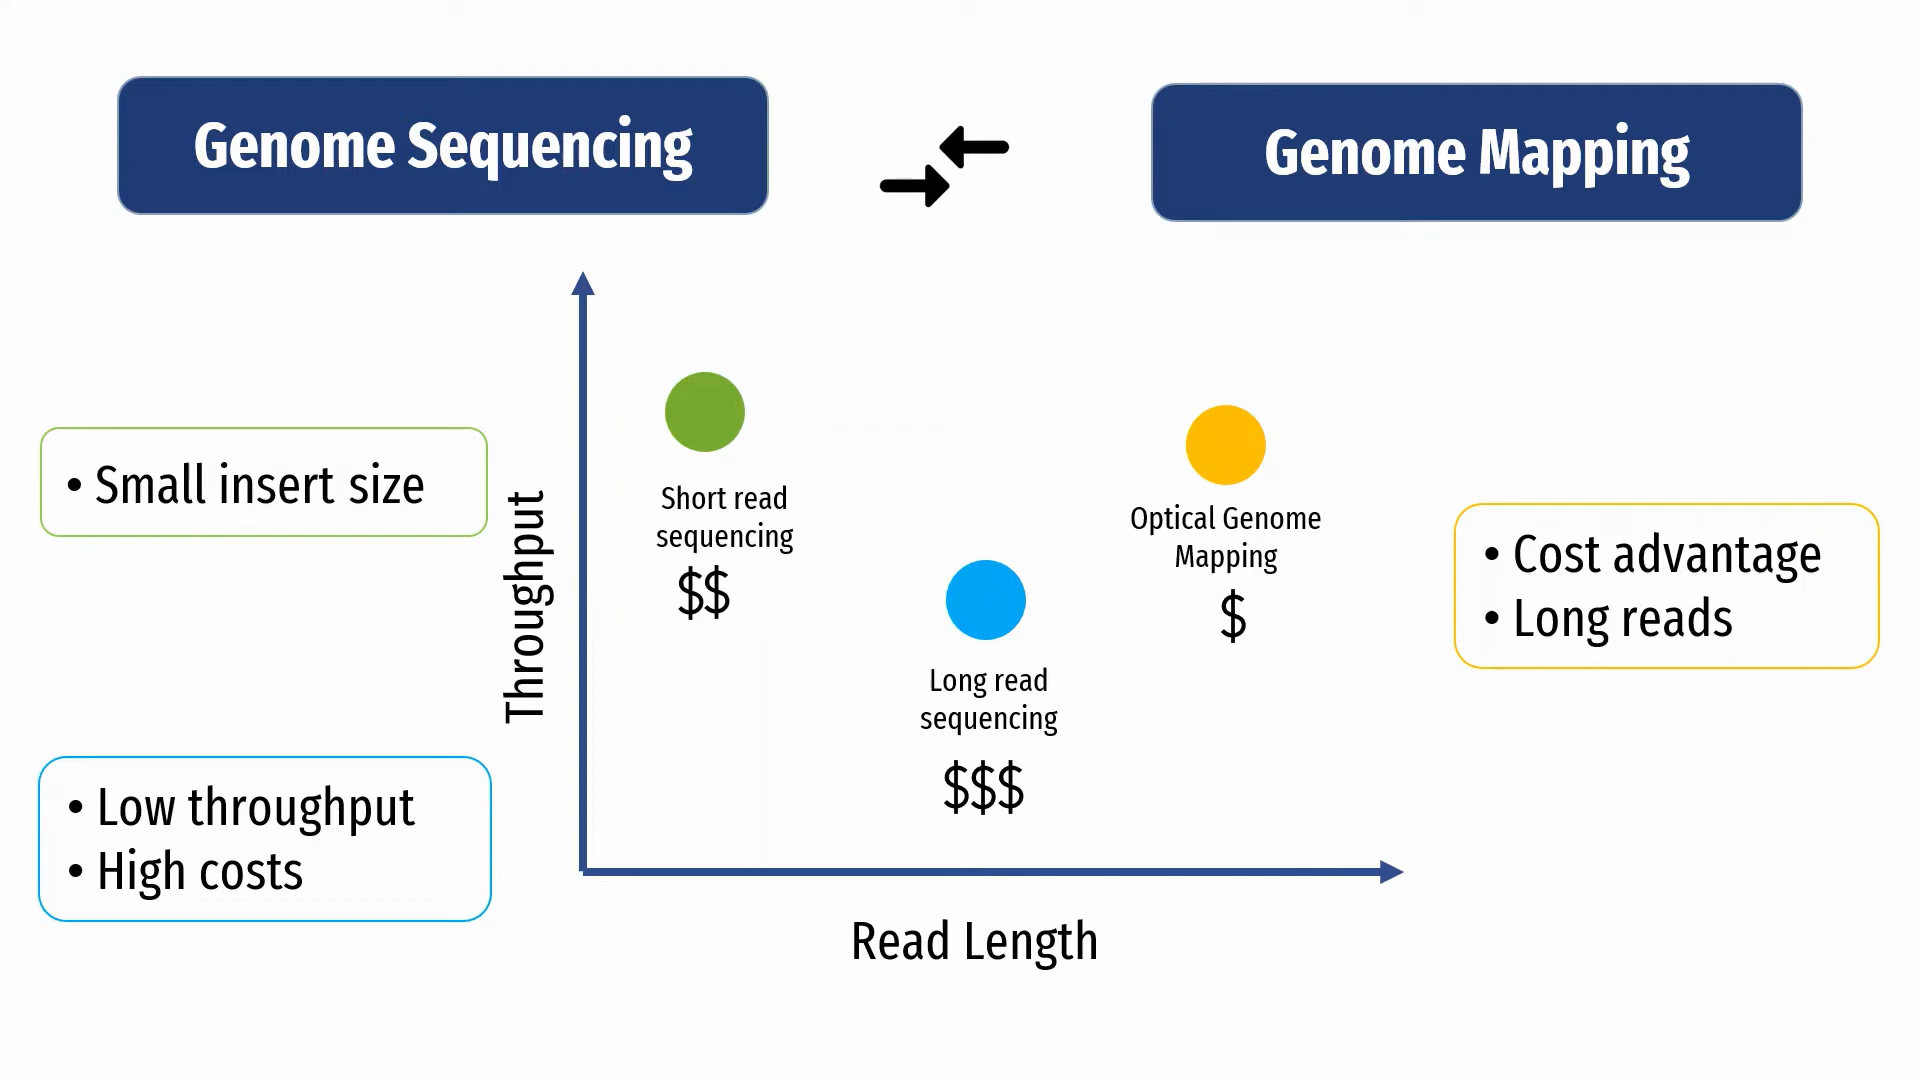 Genome Sequencing
Genome Mapping
• Small insert size
Throughput
Short read
sequencing
$$
Optical Genome
Mapping
$
• Cost advantage
• Long reads
Long read
sequencing
$$$
• Low throughput
• High costs
Read Length